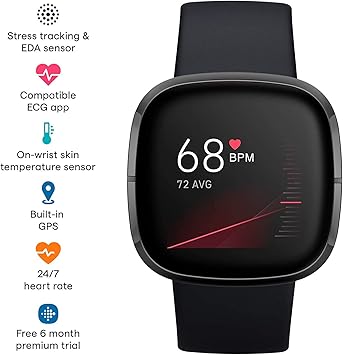 Stress tracking &
EDA sensor
Compatible
ECG app
On-wrist skin
temperature sensor
Built-in
GPS
24/7
heart rate
Free 6 month
premium trial
68 BPM
72 AVG